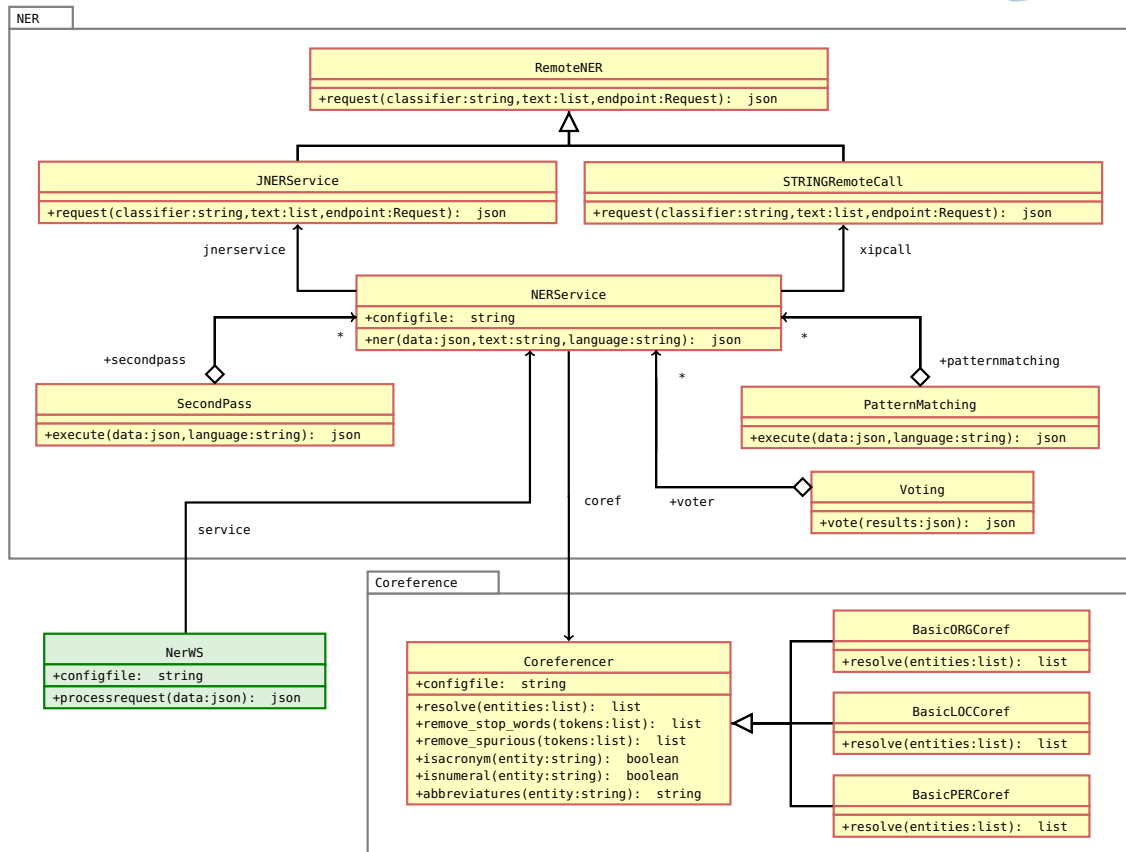 NER
RemoteNER
+request(classifier:string,text:list,endpoint:Request):  json
JNERService
+request(classifier:string,text:list,endpoint:Request):  json
STRINGRemoteCall
+request(classifier:string,text:list,endpoint:Request):  json
jnerservice
xipcall
NERService
+configfile:  string
+ner(data:json,text:string,language:string):  json
*
*
+secondpass
+patternmatching
*
SecondPass
+execute(data:json,language:string):  json
PatternMatching
+execute(data:json,language:string):  json
Voting
+vote(results:json):  json
+voter
coref
service
Coreference
NerWS
+configfile:  string
+processrequest(data:json):  json
Coreferencer
+configfile:  string
+resolve(entities:list):  list
+remove_stop_words(tokens:list):  list
+remove_spurious(tokens:list):  list
+isacronym(entity:string):  boolean
+isnumeral(entity:string):  boolean
+abbreviatures(entity:string):  string
BasicORGCoref
+resolve(entities:list):  list
BasicLOCCoref
+resolve(entities:list):  list
BasicPERCoref
+resolve(entities:list):  list